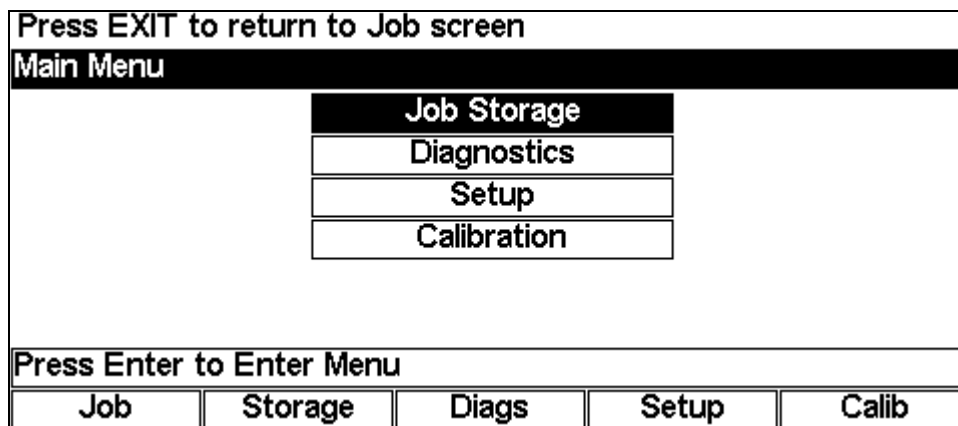 Press EXIT to return to Job screen
Main Menu
Job Storage
Diagnostics
Setup
Calibration
Press Enter to Enter Menu
Job Storage Diags Setup Calib